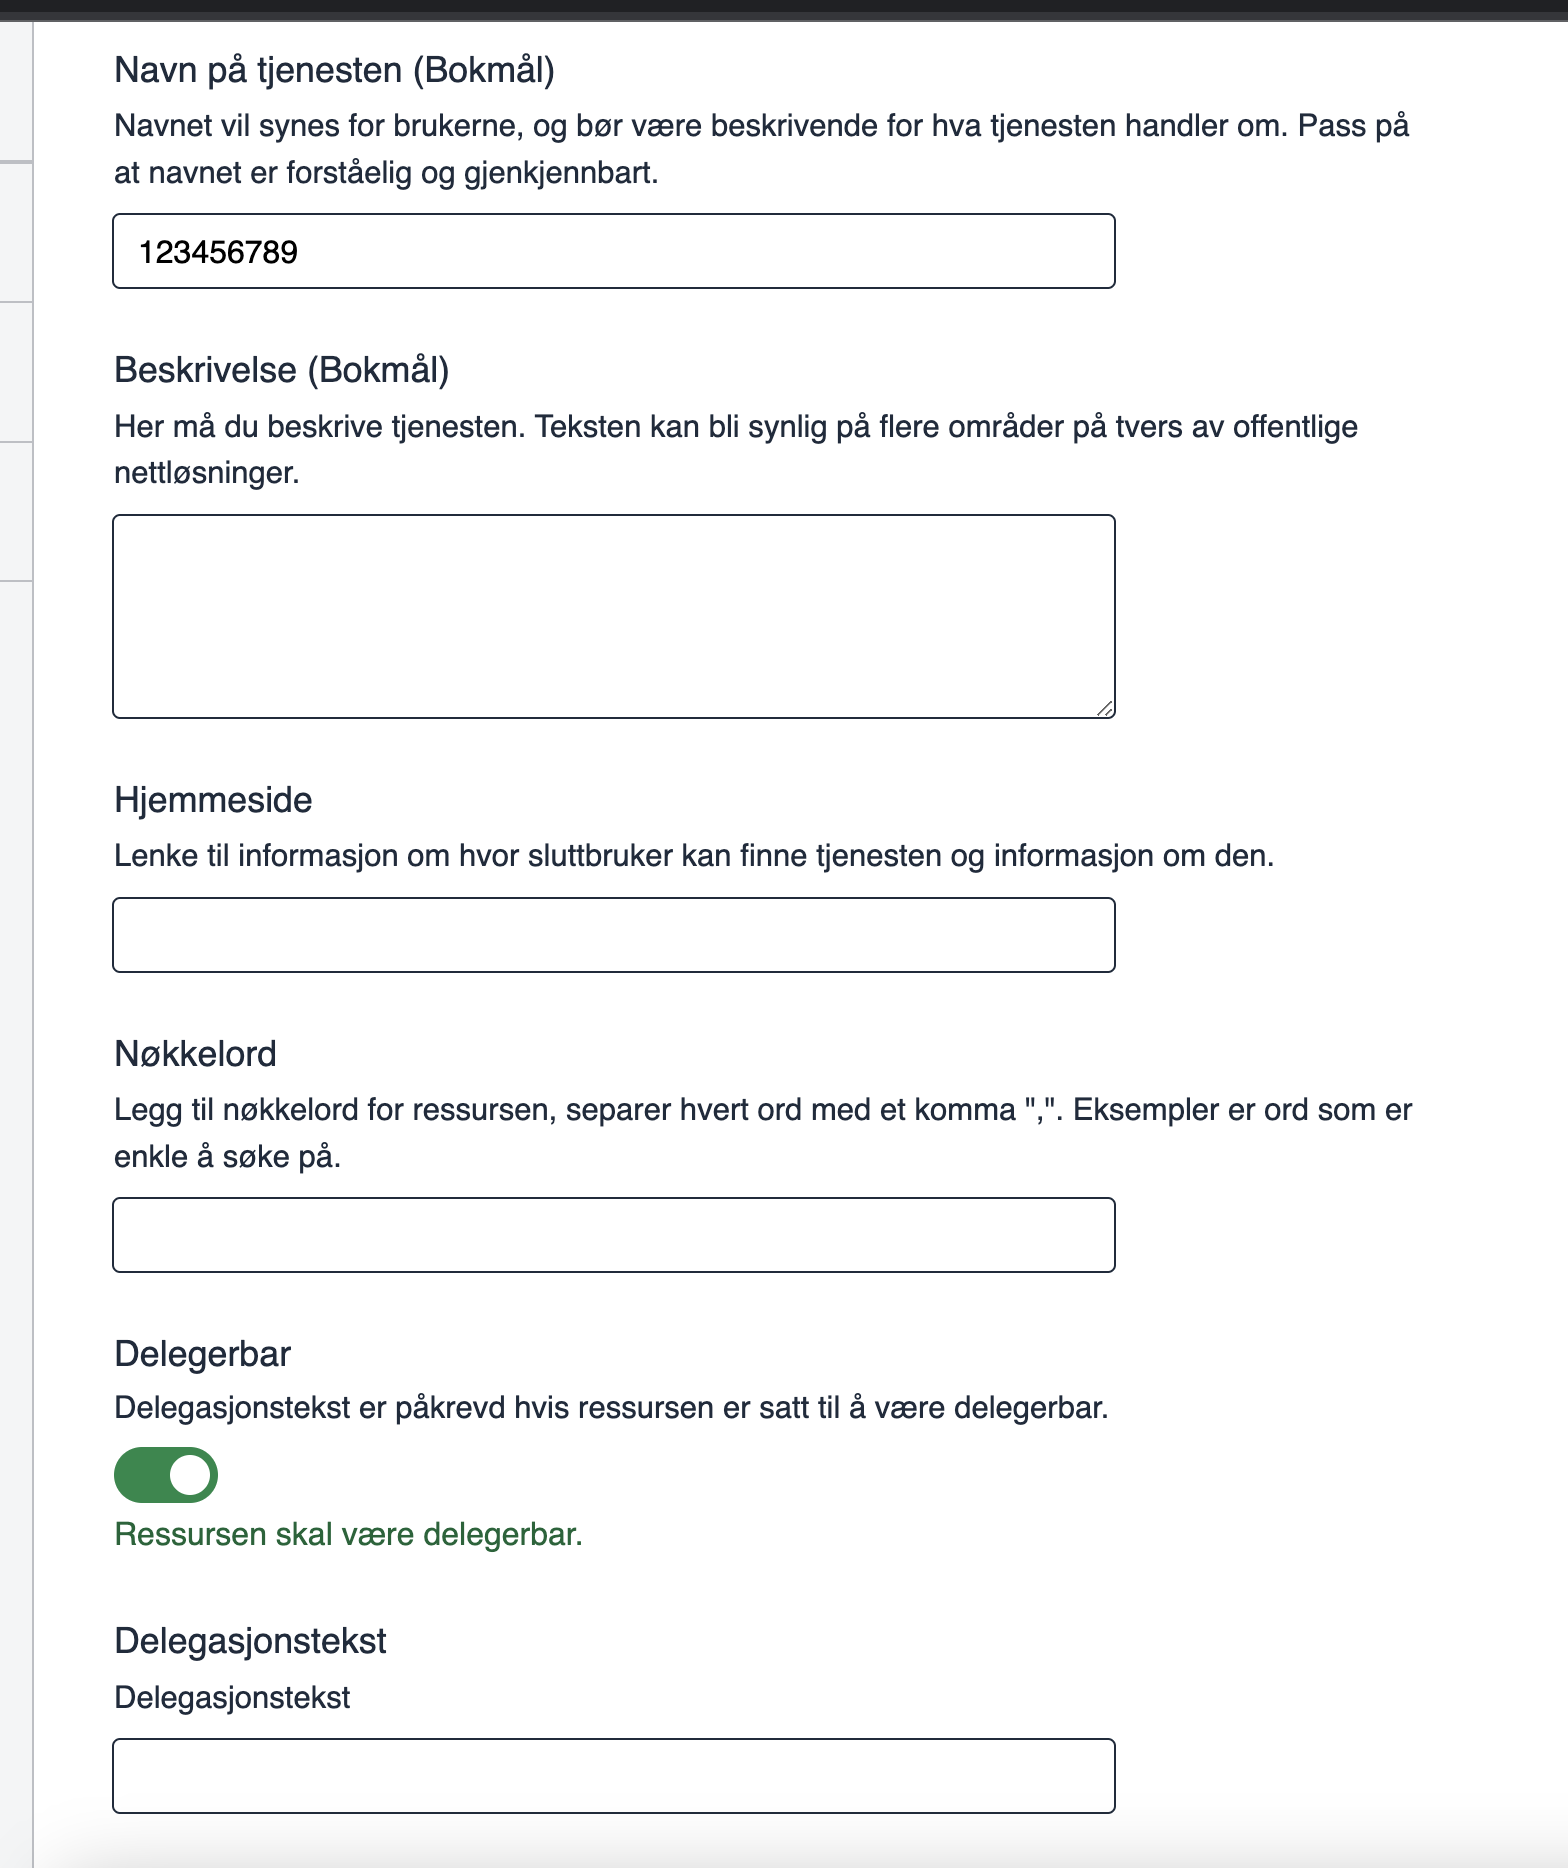 Navn på tjenesten (Bokmål)
Navnet vil synes for brukerne, og bør være beskrivende for hva tjenesten handler om. Pass på
at navnet er forståelig og gjenkjennbart.
123456789
Beskrivelse (Bokmål)
Her må du beskrive tjenesten. Teksten kan bli synlig på flere områder på tvers av offentlige
nettløsninger.
Hjemmeside
Lenke til informasjon om hvor sluttbruker kan finne tjenesten og informasjon om den.
Nøkkelord
Legg til nøkkelord for ressursen, separer hvert ord med et komma ",". Eksempler er ord som er
enkle å søke på.
Delegerbar
Delegasjonstekst er påkrevd hvis ressursen er satt til å være delegerbar.
Ressursen skal være delegerbar.
Delegasjonstekst
Delegasjonstekst